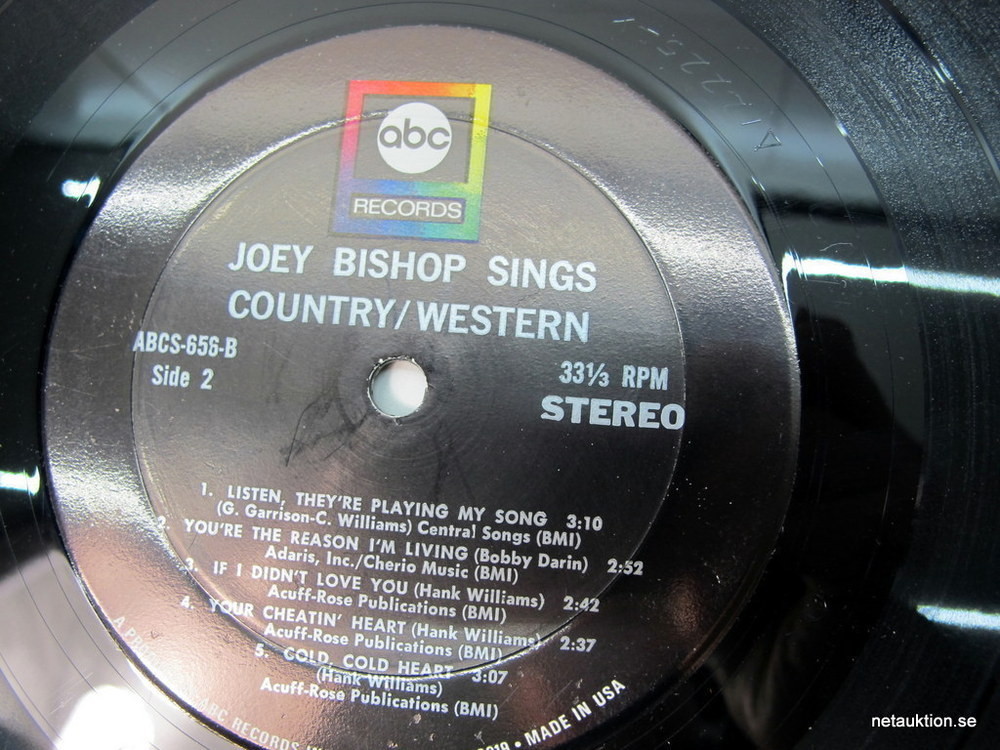 abc
RECORDS
JOEY BISHOP SINGS
COUNTRY/WESTERN
ABCS-656-B
Side 2
33⅓ RPM
STEREO
1. LISTEN, THEY'RE PLAYING MY SONG 3:10
(G. Garrison-C. Williams) Central Songs (BMI)
2. YOU'RE THE REASON I'M LIVING (Bobby Darin) 2:52
Adaris, Inc./Cherio Music (BMI)
3. IF I DIDN'T LOVE YOU (Hank Williams) 2:42
Acuff-Rose Publications (BMI)
4. YOUR CHEATIN' HEART (Hank Williams) 2:37
Acuff-Rose Publications (BMI)
5. COLD, COLD HEART 3:07
(Hank Williams)
Acuff-Rose Publications (BMI)
ABC RECORDS • MADE IN USA
netauktion.se